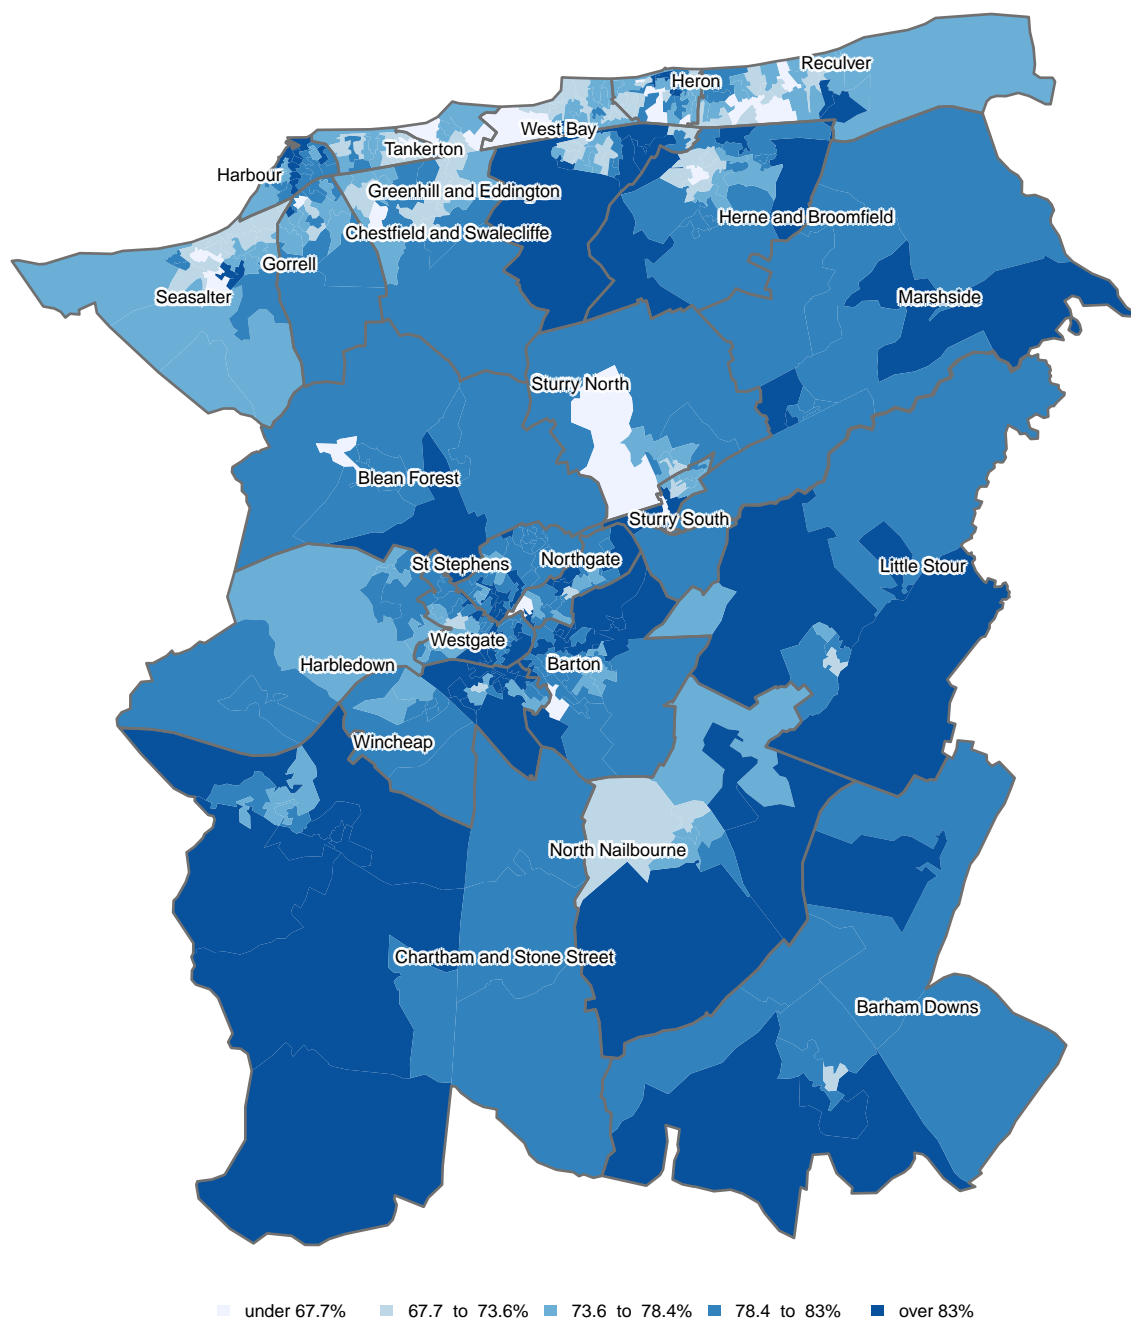 Reculver
Heron
West Bay
Tankerton
Harbour
Greenhill and Eddington
Herne and Broomfield
Chestfield and Swalecliffe
Gorrell
Seasalter
Marshside
Sturry North
Blean Forest
Sturry South
St Stephens
Northgate
Little Stour
Westgate
Harbledown
Barton
Wincheap
North Nailbourne
Chartham and Stone Street
Barham Downs
under 67.7%
67.7 to 73.6%
73.6 to 78.4%
78.4 to 83%
over 83%